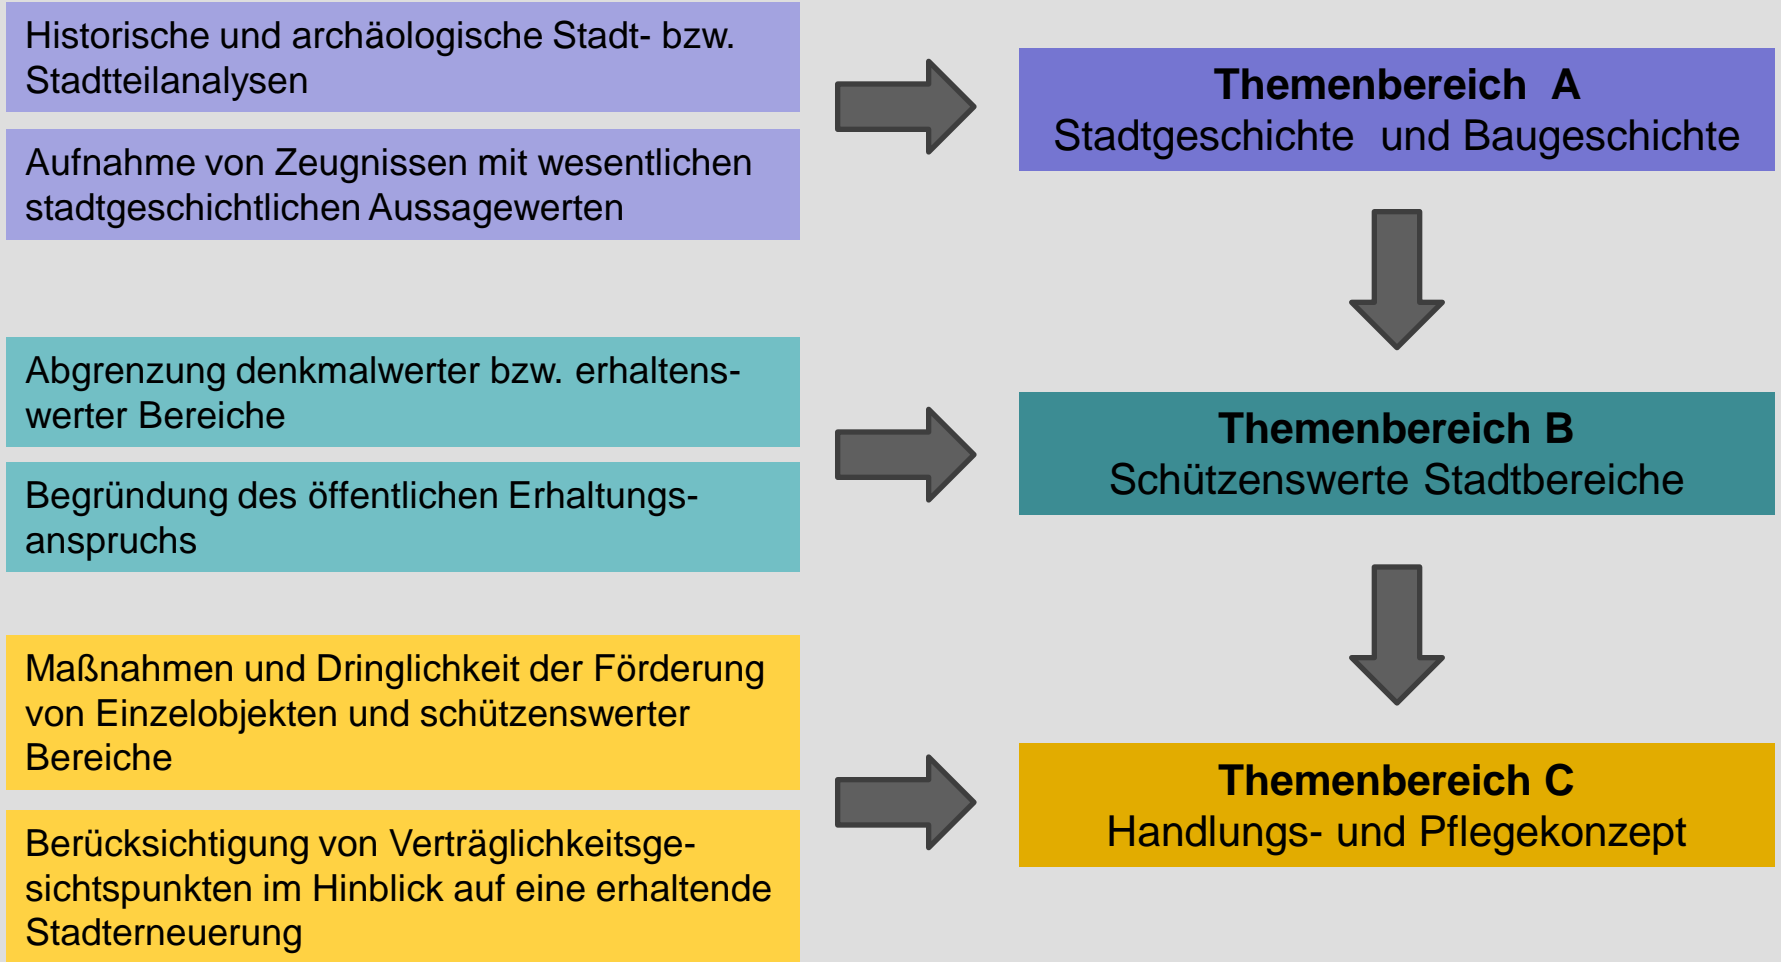 Historische und archäologische Stadt- bzw.
Stadtteilanalysen
Aufnahme von Zeugnissen mit wesentlichen
stadtgeschichtlichen Aussagewerten
Themenbereich A
Stadtgeschichte und Baugeschichte
Abgrenzung denkmalwerter bzw. erhaltens-
werter Bereiche
Begründung des öffentlichen Erhaltungs-
anspruchs
Themenbereich B
Schützenswerte Stadtbereiche
Maßnahmen und Dringlichkeit der Förderung
von Einzelobjekten und schützenswerter
Bereiche
Berücksichtigung von Verträglichkeitsge-
sichtspunkten im Hinblick auf eine erhaltende
Stadterneuerung
Themenbereich C
Handlungs- und Pflegekonzept